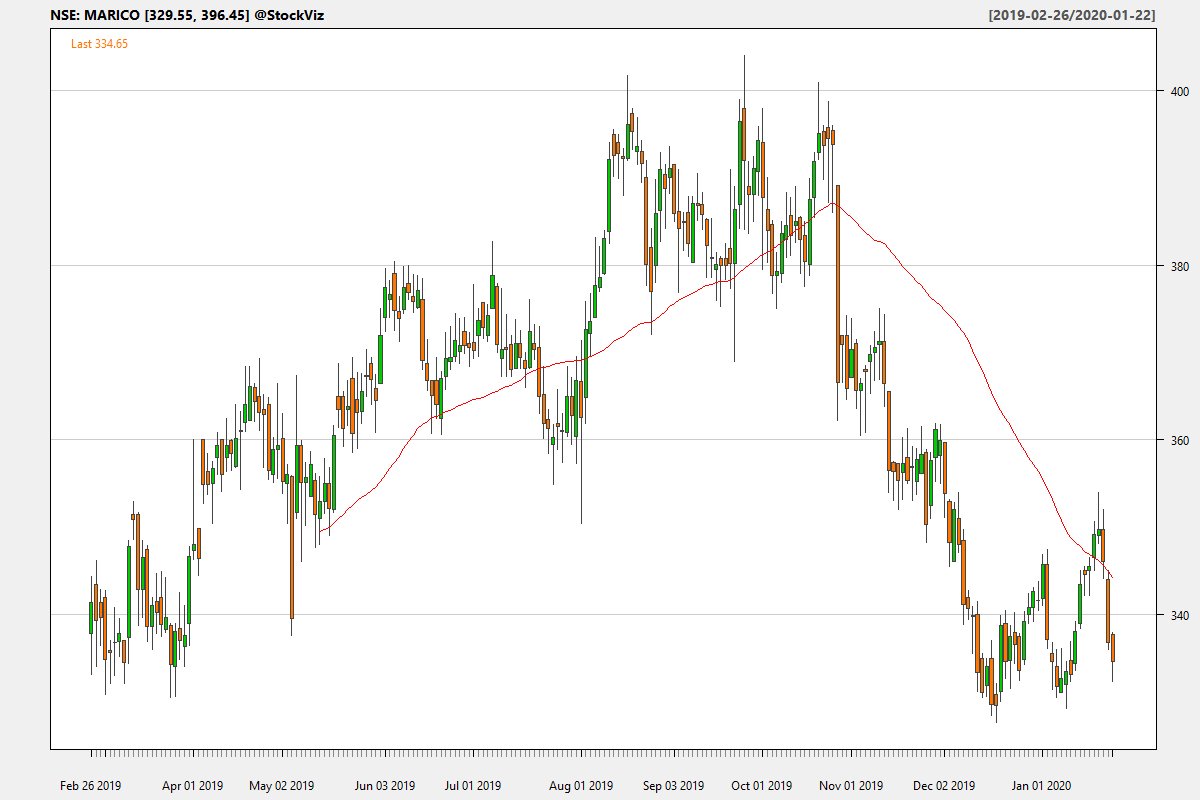 NSE: MARICO [329.55, 396.45] @StockViz
[2019-02-26/2020-01-22]
Last 334.65
400
380
360
340
Feb 26 2019 Apr 01 2019 May 02 2019 Jun 03 2019 Jul 01 2019 Aug 01 2019 Sep 03 2019 Oct 01 2019 Nov 01 2019 Dec 02 2019 Jan 01 2020